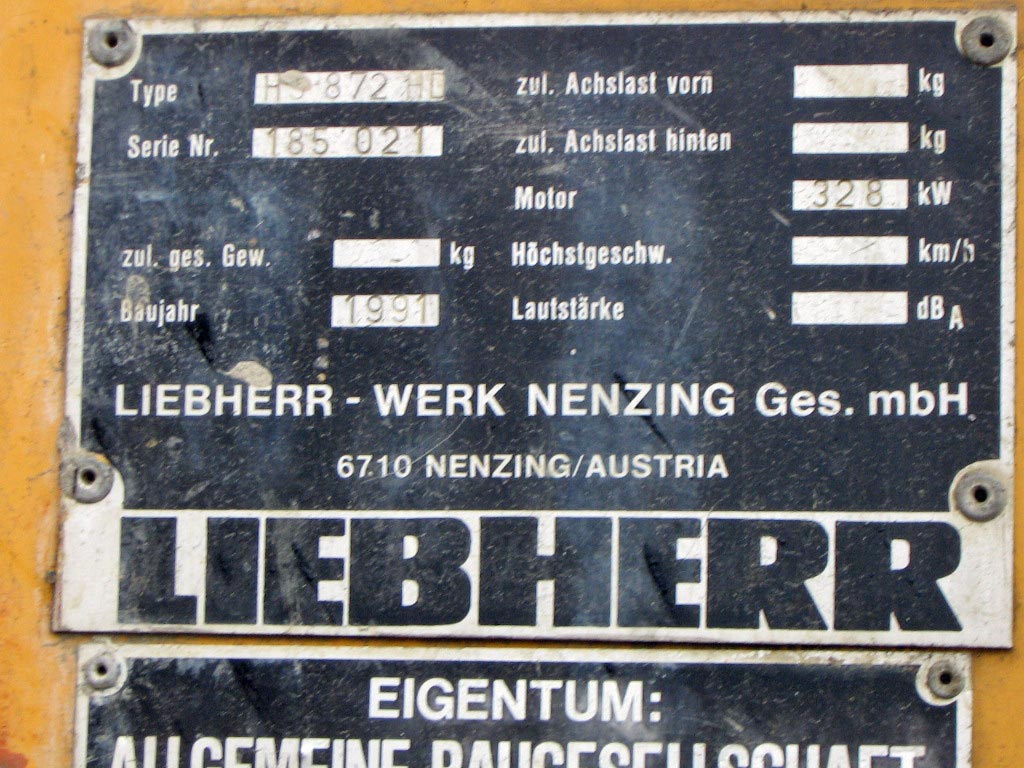 Type HS 872 HD zul. Achslast vorn kg
Serie Nr. 185 021 zul. Achslast hinten kg
Motor 328 kW
zul. ges. Gew. kg Höchstgeschw. km/h
Baujahr 1991 Lautstärke dBA
LIEBHERR - WERK NENZING Ges. mbH
6710 NENZING/AUSTRIA
LIEBHERR
EIGENTUM:
ALLGEMEINE BAUGESELLSCHAFT